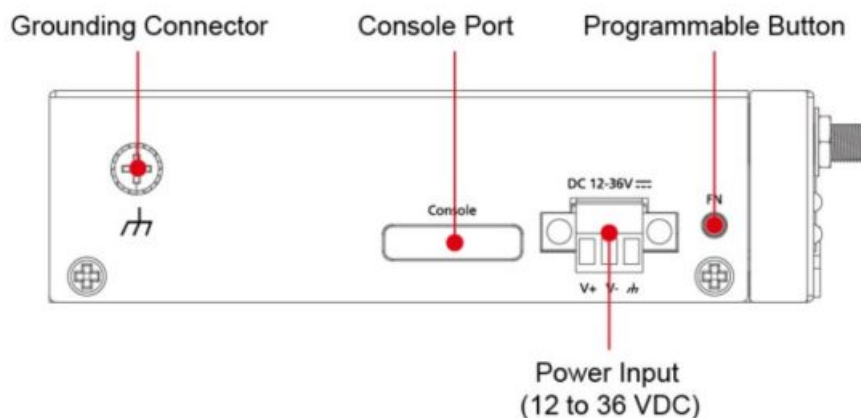 Grounding Connector
Console Port
Programmable Button
DC 12-36V
FN
Console
V+ V-
Power Input
(12 to 36 VDC)